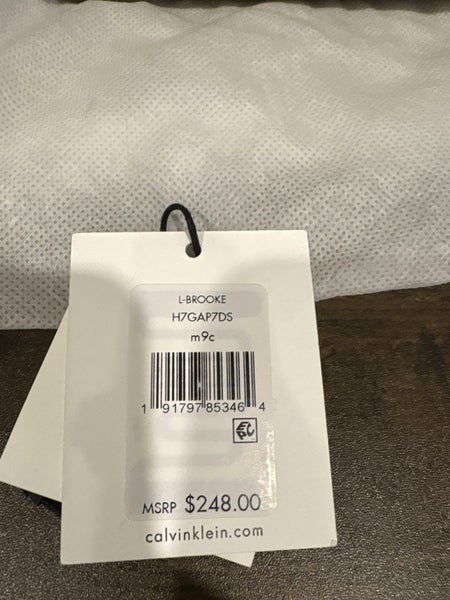 L-BROOKE
H7GAP7DS
m9c
1 91797 85346 4
MSRP $248.00
calvinklein.com